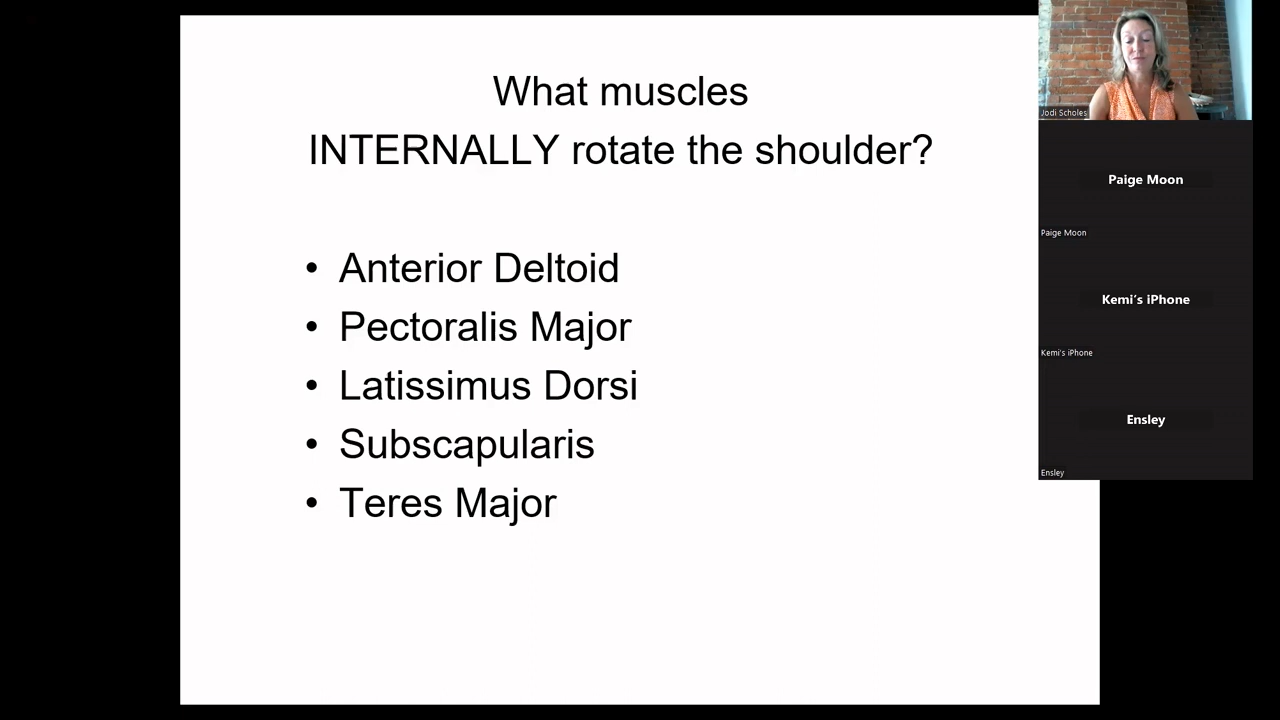 What muscles
INTERNALLY rotate the shoulder?
• Anterior Deltoid
• Pectoralis Major
• Latissimus Dorsi
• Subscapularis
• Teres Major
Jodi Scholes
Paige Moon
Paige Moon
Kemi's iPhone
Kemi's iPhone
Ensley
Ensley